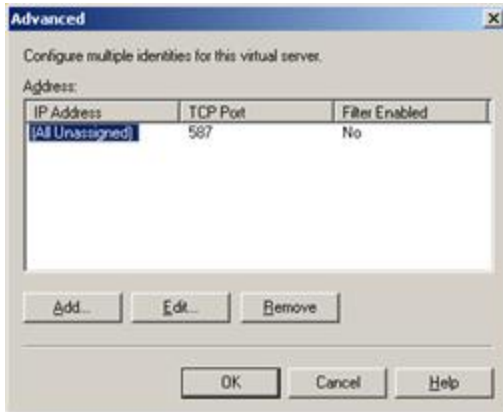 Advanced
Configure multiple identities for this virtual server.
Address:
IP Address TCP Port Filter Enabled
(All Unassigned) 587 No
Add... Edit... Remove
OK Cancel Help